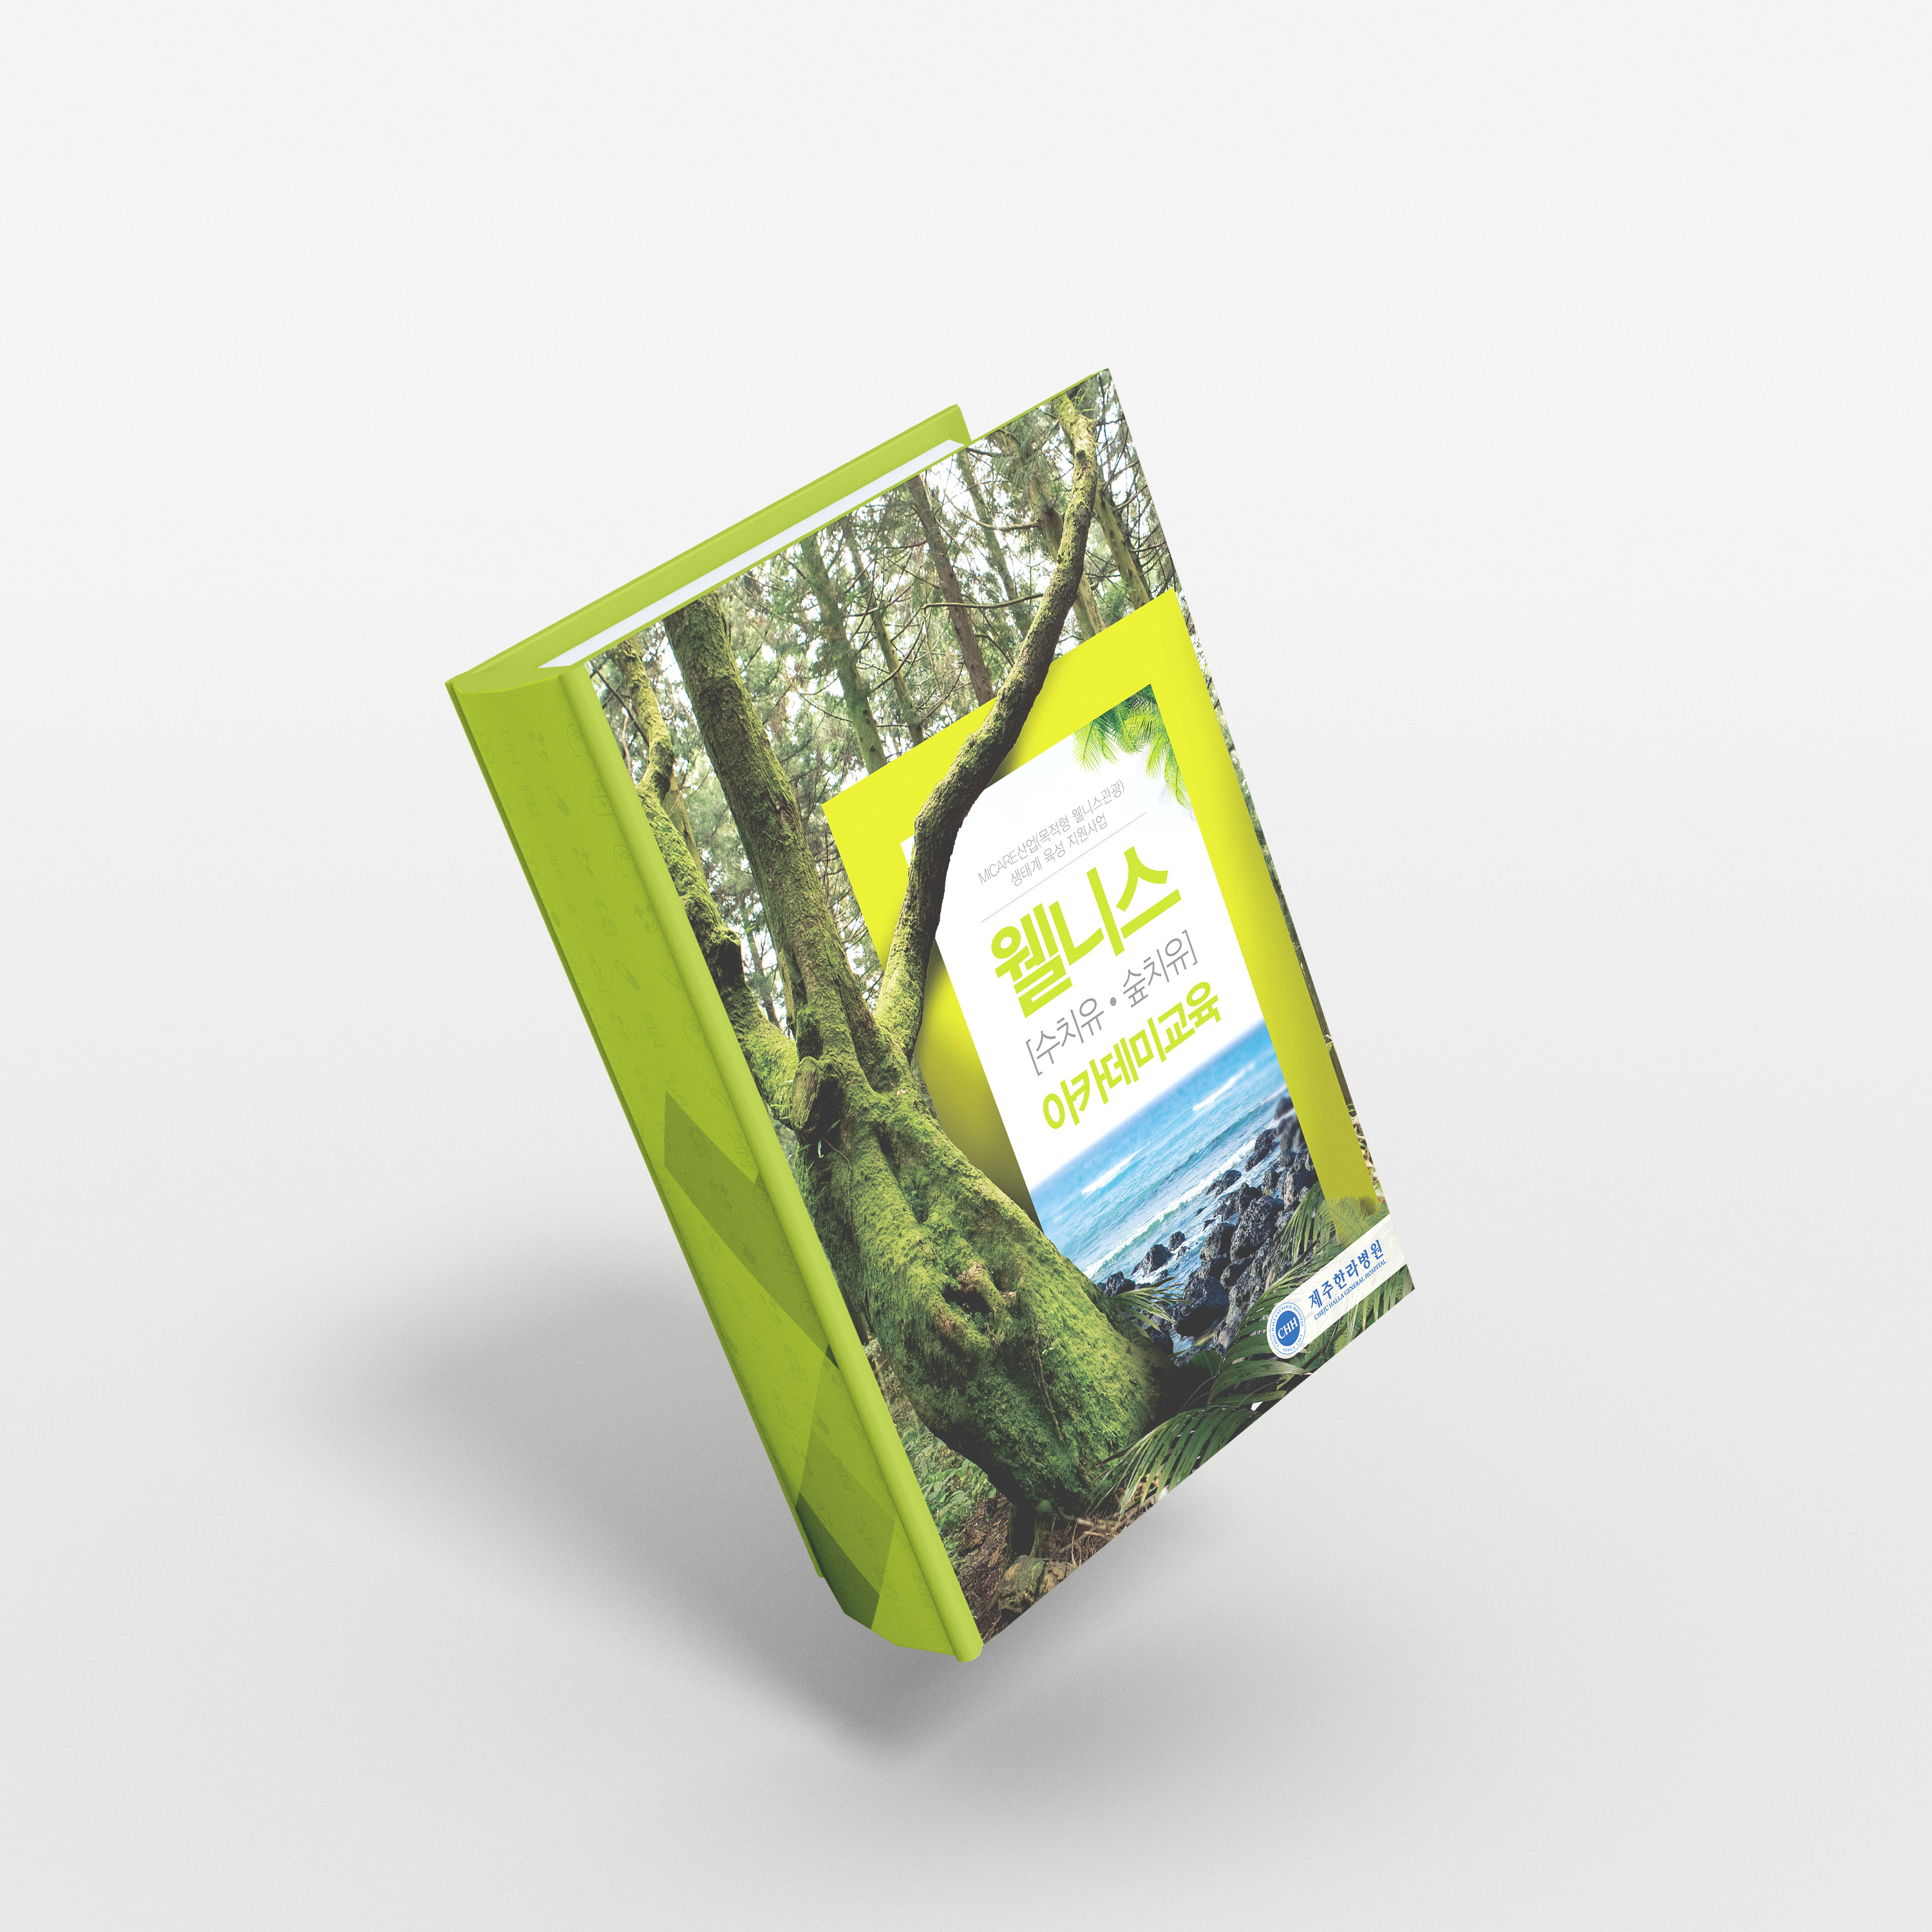 MICARE산업(목적형 웰니스관광)
생태계 육성 지원사업
웰니스
[수치유 • 숲치유]
아카데미교육
제주한라병원
CHEJU HALLA GENERAL HOSPITAL
CHH